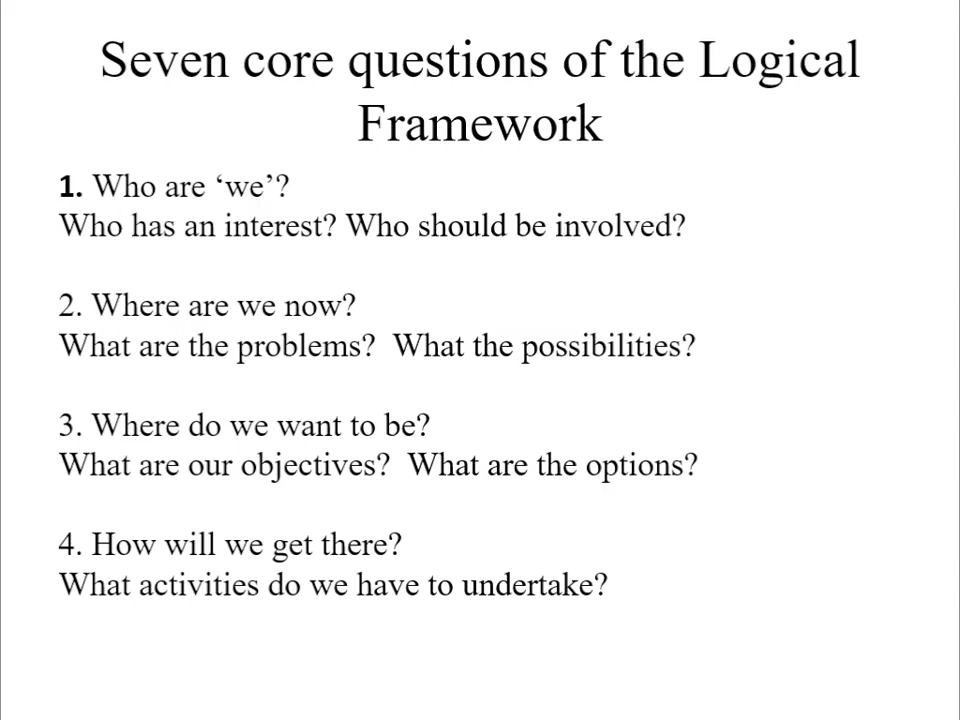 Seven core questions of the Logical
Framework
1. Who are ‘we’?
Who has an interest? Who should be involved?
2. Where are we now?
What are the problems?  What the possibilities?
3. Where do we want to be?
What are our objectives?  What are the options?
4. How will we get there?
What activities do we have to undertake?